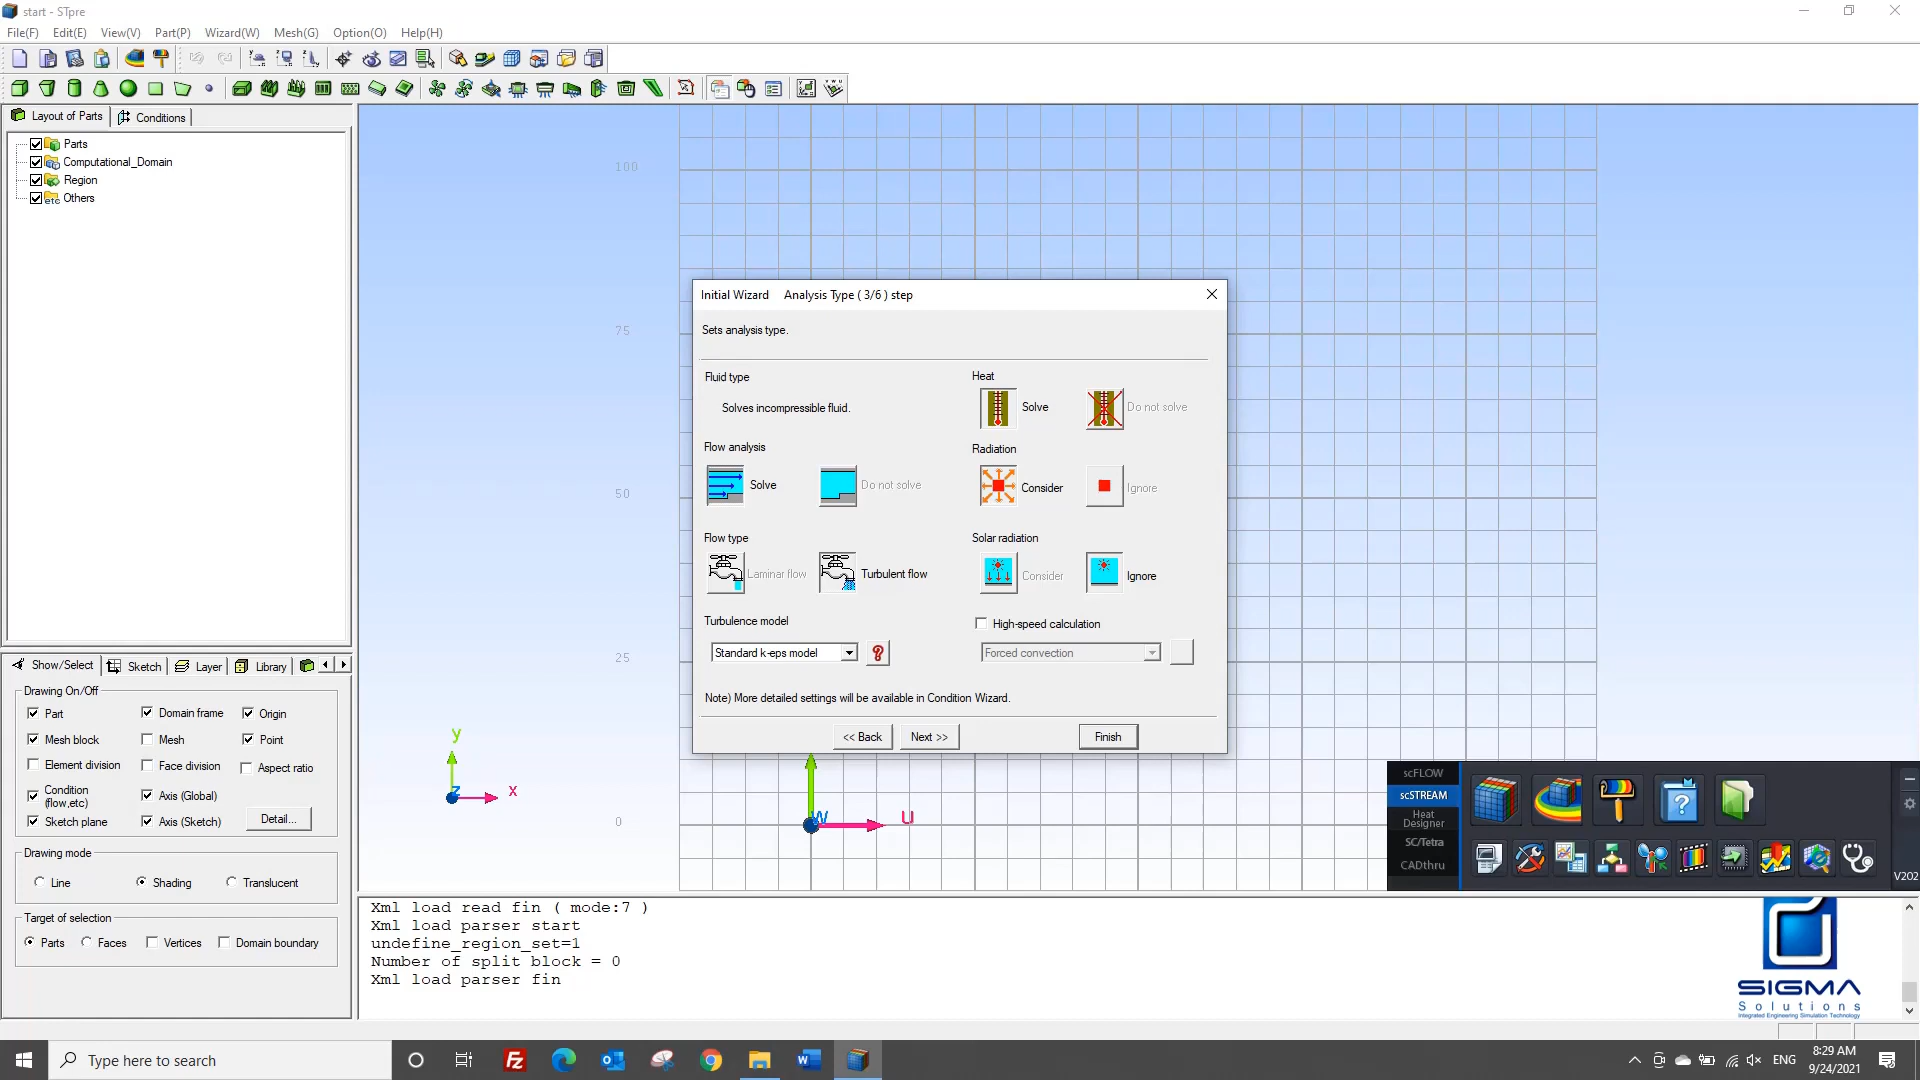 start - STpre
File(F) Edit(E) View(V) Part(P) Wizard(W) Mesh(G) Option(O) Help(H)
Layout of Parts Conditions
Parts
Computational_Domain
Region
Others
100
75
50
25
0
y
x
z
W
U
Initial Wizard Analysis Type ( 3/6 ) step
Sets analysis type.
Fluid type
Solves incompressible fluid.
Flow analysis
Solve Do not solve
Flow type
Laminar flow Turbulent flow
Turbulence model
Standard k-eps model
Heat
Solve Do not solve
Radiation
Consider Ignore
Solar radiation
Consider Ignore
High-speed calculation
Forced convection
Note) More detailed settings will be available in Condition Wizard.
<< Back Next >> Finish
Show/Select Sketch Layer Library
Drawing On/Off
Part Domain frame Origin
Mesh block Mesh Point
Element division Face division Aspect ratio
Condition
(flow,etc) Axis (Global)
Sketch plane Axis (Sketch) Detail...
Drawing mode
Line Shading Translucent
Target of selection
Parts Faces Vertices Domain boundary
scFLOW
scSTREAM
Heat
Designer
SC/Tetra
CADthru
V202
Xml load read fin ( mode:7 )
Xml load parser start
undefine_region_set=1
Number of split block = 0
Xml load parser fin
SIGMA
Solutions
Integrated Engineering Simulation Technology
Type here to search
ENG
8:29 AM
9/24/2021